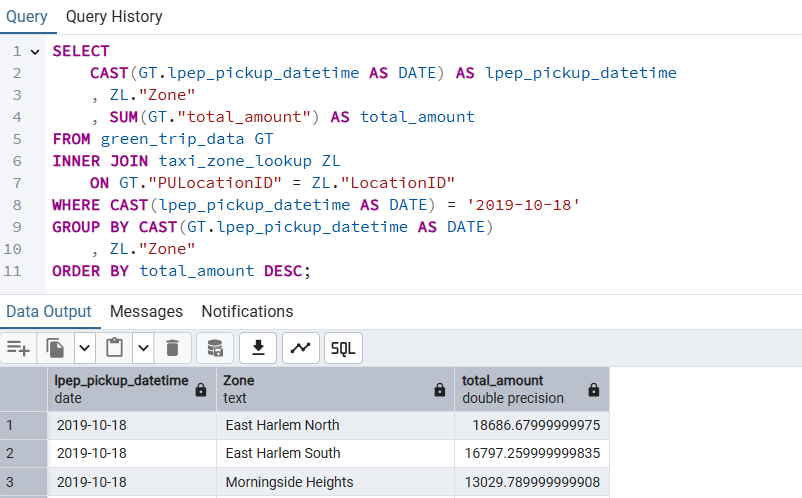 Query Query History
1 SELECT
2 CAST(GT.lpep_pickup_datetime AS DATE) AS lpep_pickup_datetime
3 , ZL."Zone"
4 , SUM(GT."total_amount") AS total_amount
5 FROM green_trip_data GT
6 INNER JOIN taxi_zone_lookup ZL
7 ON GT."PULocationID" = ZL."LocationID"
8 WHERE CAST(lpep_pickup_datetime AS DATE) = '2019-10-18'
9 GROUP BY CAST(GT.lpep_pickup_datetime AS DATE)
10 , ZL."Zone"
11 ORDER BY total_amount DESC;
Data Output Messages Notifications
SQL
lpep_pickup_datetime Zone total_amount
date text double precision
1 2019-10-18 East Harlem North 18686.67999999975
2 2019-10-18 East Harlem South 16797.259999999835
3 2019-10-18 Morningside Heights 13029.789999999908